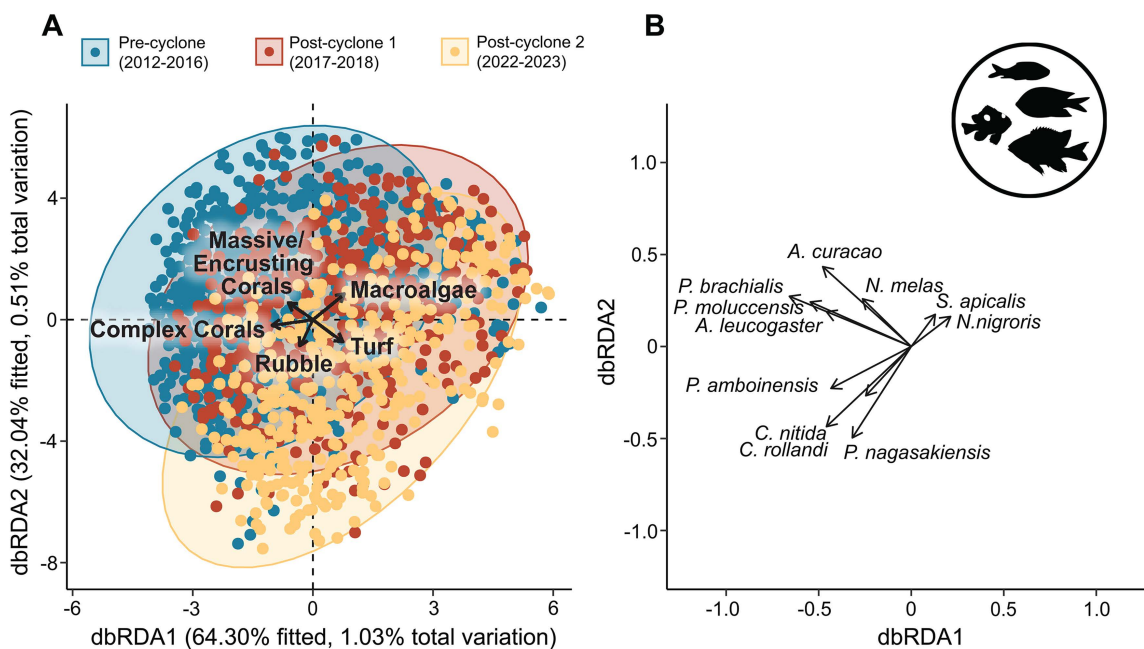 A
Pre-cyclone
(2012-2016)
Post-cyclone 1
(2017-2018)
Post-cyclone 2
(2022-2023)
dbRDA2 (32.04% fitted, 0.51% total variation)
4
0
-4
-8
Massive/
Encrusting
Corals
Macroalgae
Complex Corals
Rubble
Turf
-6
-3
0
3
6
dbRDA1 (64.30% fitted, 1.03% total variation)
B
dbRDA2
1.0
0.5
0
-0.5
-1.0
A. curacao
P. brachialis
N. melas
P. moluccensis
S. apicalis
A. leucogaster
N.nigroris
P. amboinensis
C. nitida
C. rollandi
P. nagasakiensis
-1.0
-0.5
0
0.5
1.0
dbRDA1